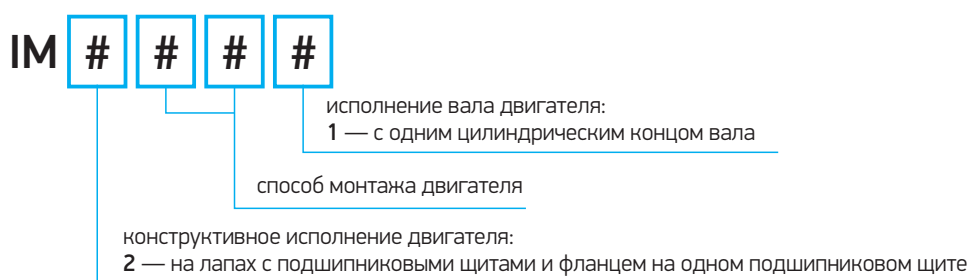 IM # # # #
исполнение вала двигателя:
1 — с одним цилиндрическим концом вала
способ монтажа двигателя
конструктивное исполнение двигателя:
2 — на лапах с подшипниковыми щитами и фланцем на одном подшипниковом щите